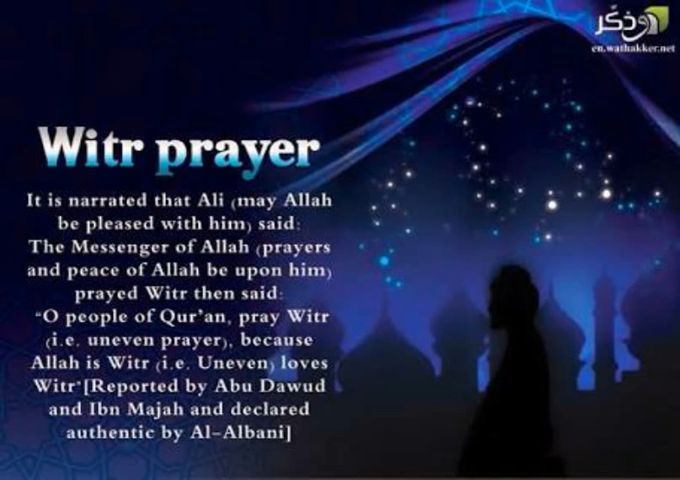 وذكّر
en.wathakker.net
Witr prayer
It is narrated that Ali (may Allah
be pleased with him) said:
The Messenger of Allah (prayers
and peace of Allah be upon him)
prayed Witr then said:
“O people of Qur'an, pray Witr
(i.e. uneven prayer), because
Allah is Witr (i.e. Uneven) loves
Witr"[Reported by Abu Dawud
and Ibn Majah and declared
authentic by Al-Albani]